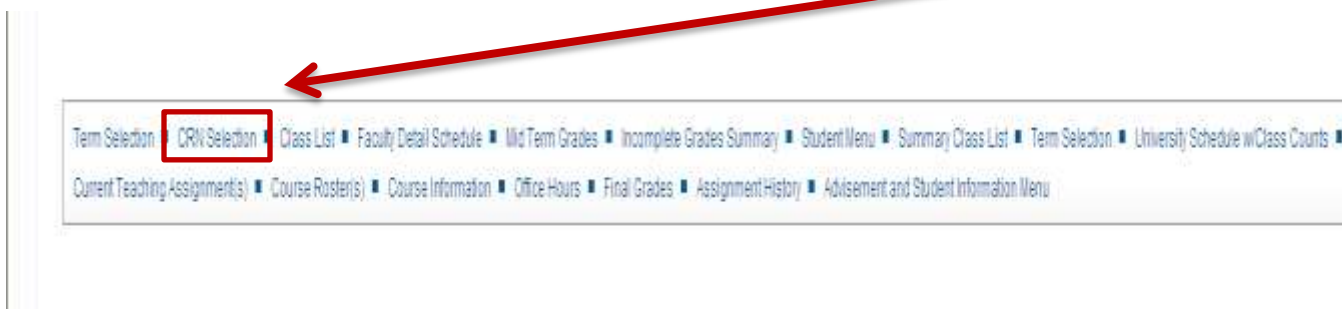 Term Selection ■ CRN Selection ■ Class List ■ Faculty Detail Schedule ■ Mid Term Grades ■ Incomplete Grades Summary ■ Student Menu ■ Summary Class List ■ Term Selection ■ University Schedule w/Class Counts ■
Current Teaching Assignment(s) ■ Course Roster(s) ■ Course Information ■ Office Hours ■ Final Grades ■ Assignment History ■ Advisement and Student Information Menu